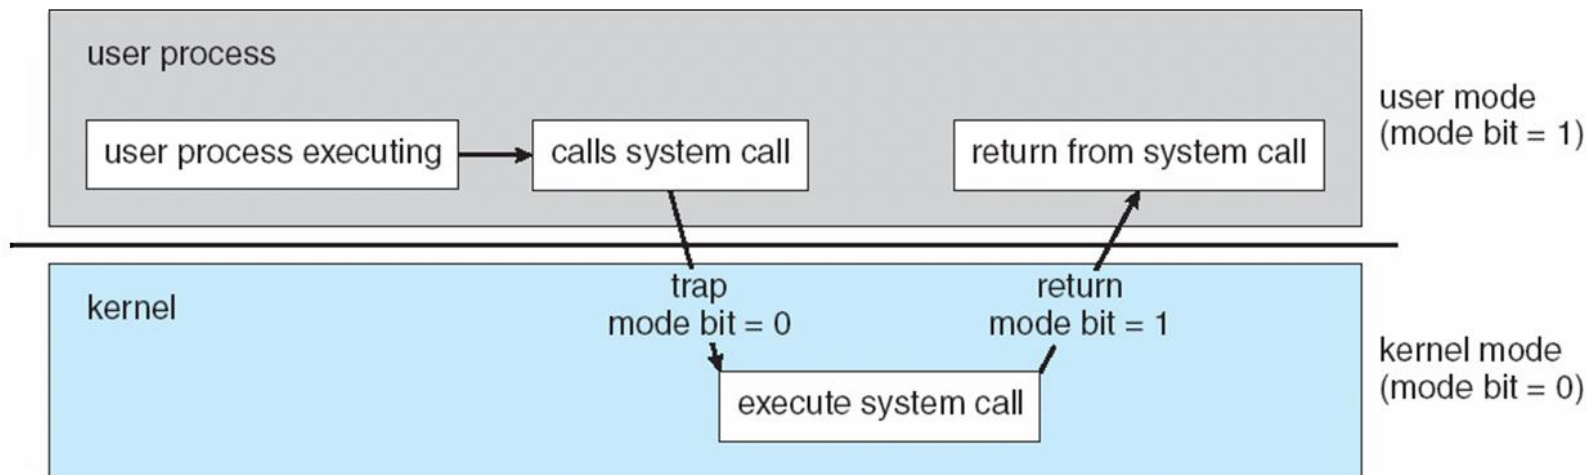 user process
user process executing
calls system call
return from system call
user mode
(mode bit = 1)
kernel
trap
mode bit = 0
return
mode bit = 1
execute system call
kernel mode
(mode bit = 0)